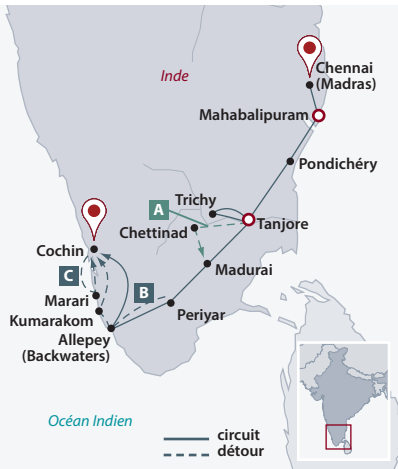 Inde
Chennai
(Madras)
Mahabalipuram
Pondichéry
Trichy
A
Tanjore
Chettinad
Cochin
Madurai
C
B
Marari
Periyar
Kumarakom
Allepey
(Backwaters)
Océan Indien
circuit
détour